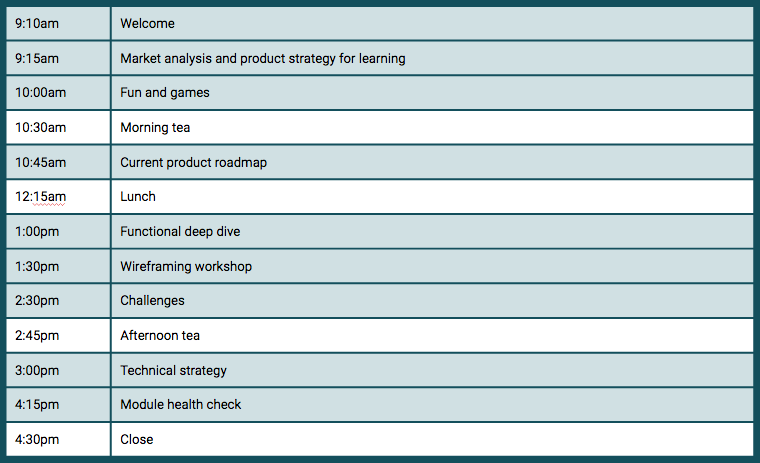 9:10am Welcome
9:15am Market analysis and product strategy for learning
10:00am Fun and games
10:30am Morning tea
10:45am Current product roadmap
12:15am Lunch
1:00pm Functional deep dive
1:30pm Wireframing workshop
2:30pm Challenges
2:45pm Afternoon tea
3:00pm Technical strategy
4:15pm Module health check
4:30pm Close